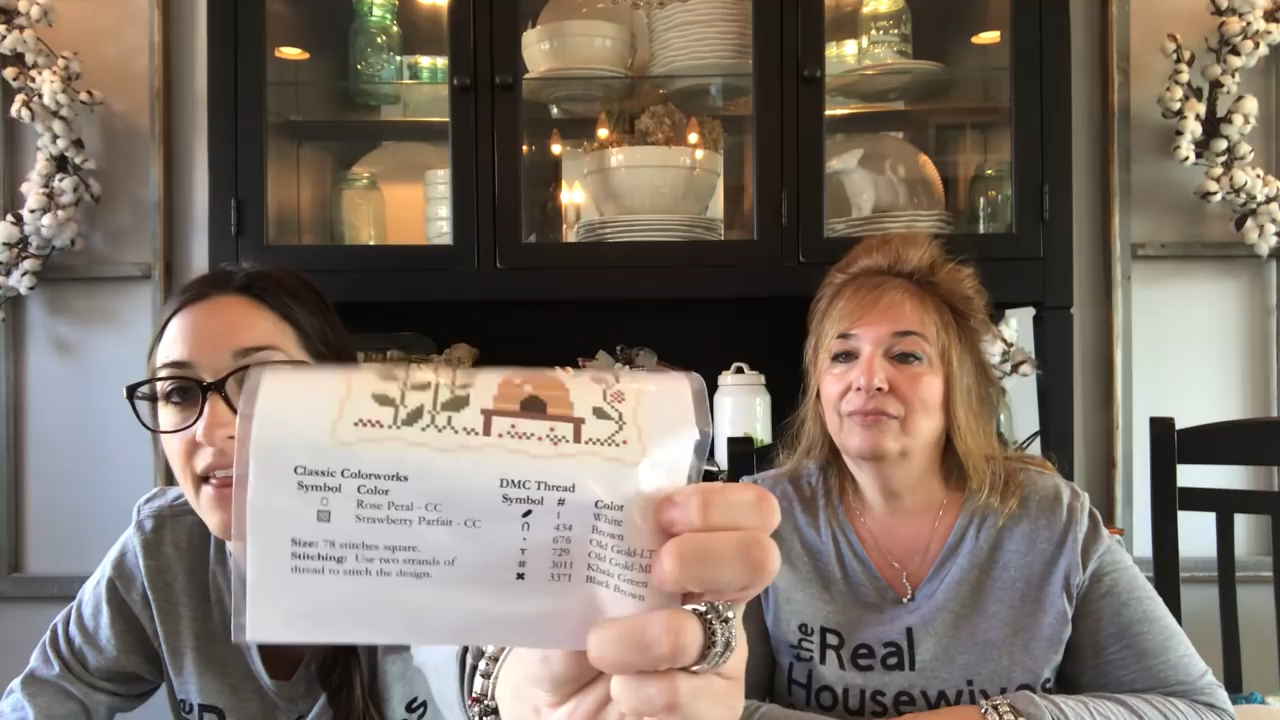 Classic Colorworks
Symbol Color
Rose Petal - CC
Strawberry Parfait - CC
Size: 78 stitches square.
Stitching: Use two strands of
thread to stitch the design.
DMC Thread
Symbol # Color
1 White
434 Brown
676 Old Gold-LT
T 729 Old Gold-MD
# 3011 Khaki Green
✖ 3371 Black Brown
the Real
Housewives